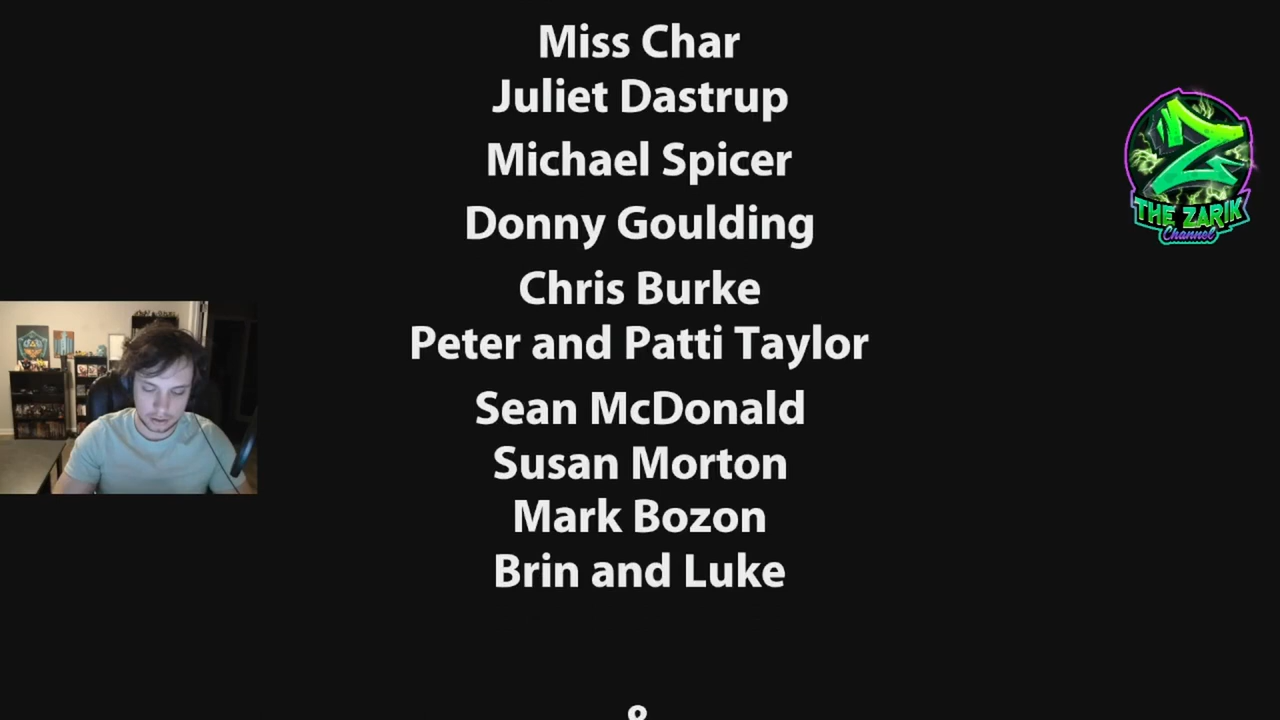 Miss Char
Juliet Dastrup
Michael Spicer
Donny Goulding
Chris Burke
Peter and Patti Taylor
Sean McDonald
Susan Morton
Mark Bozon
Brin and Luke
THE ZARIK
Channel